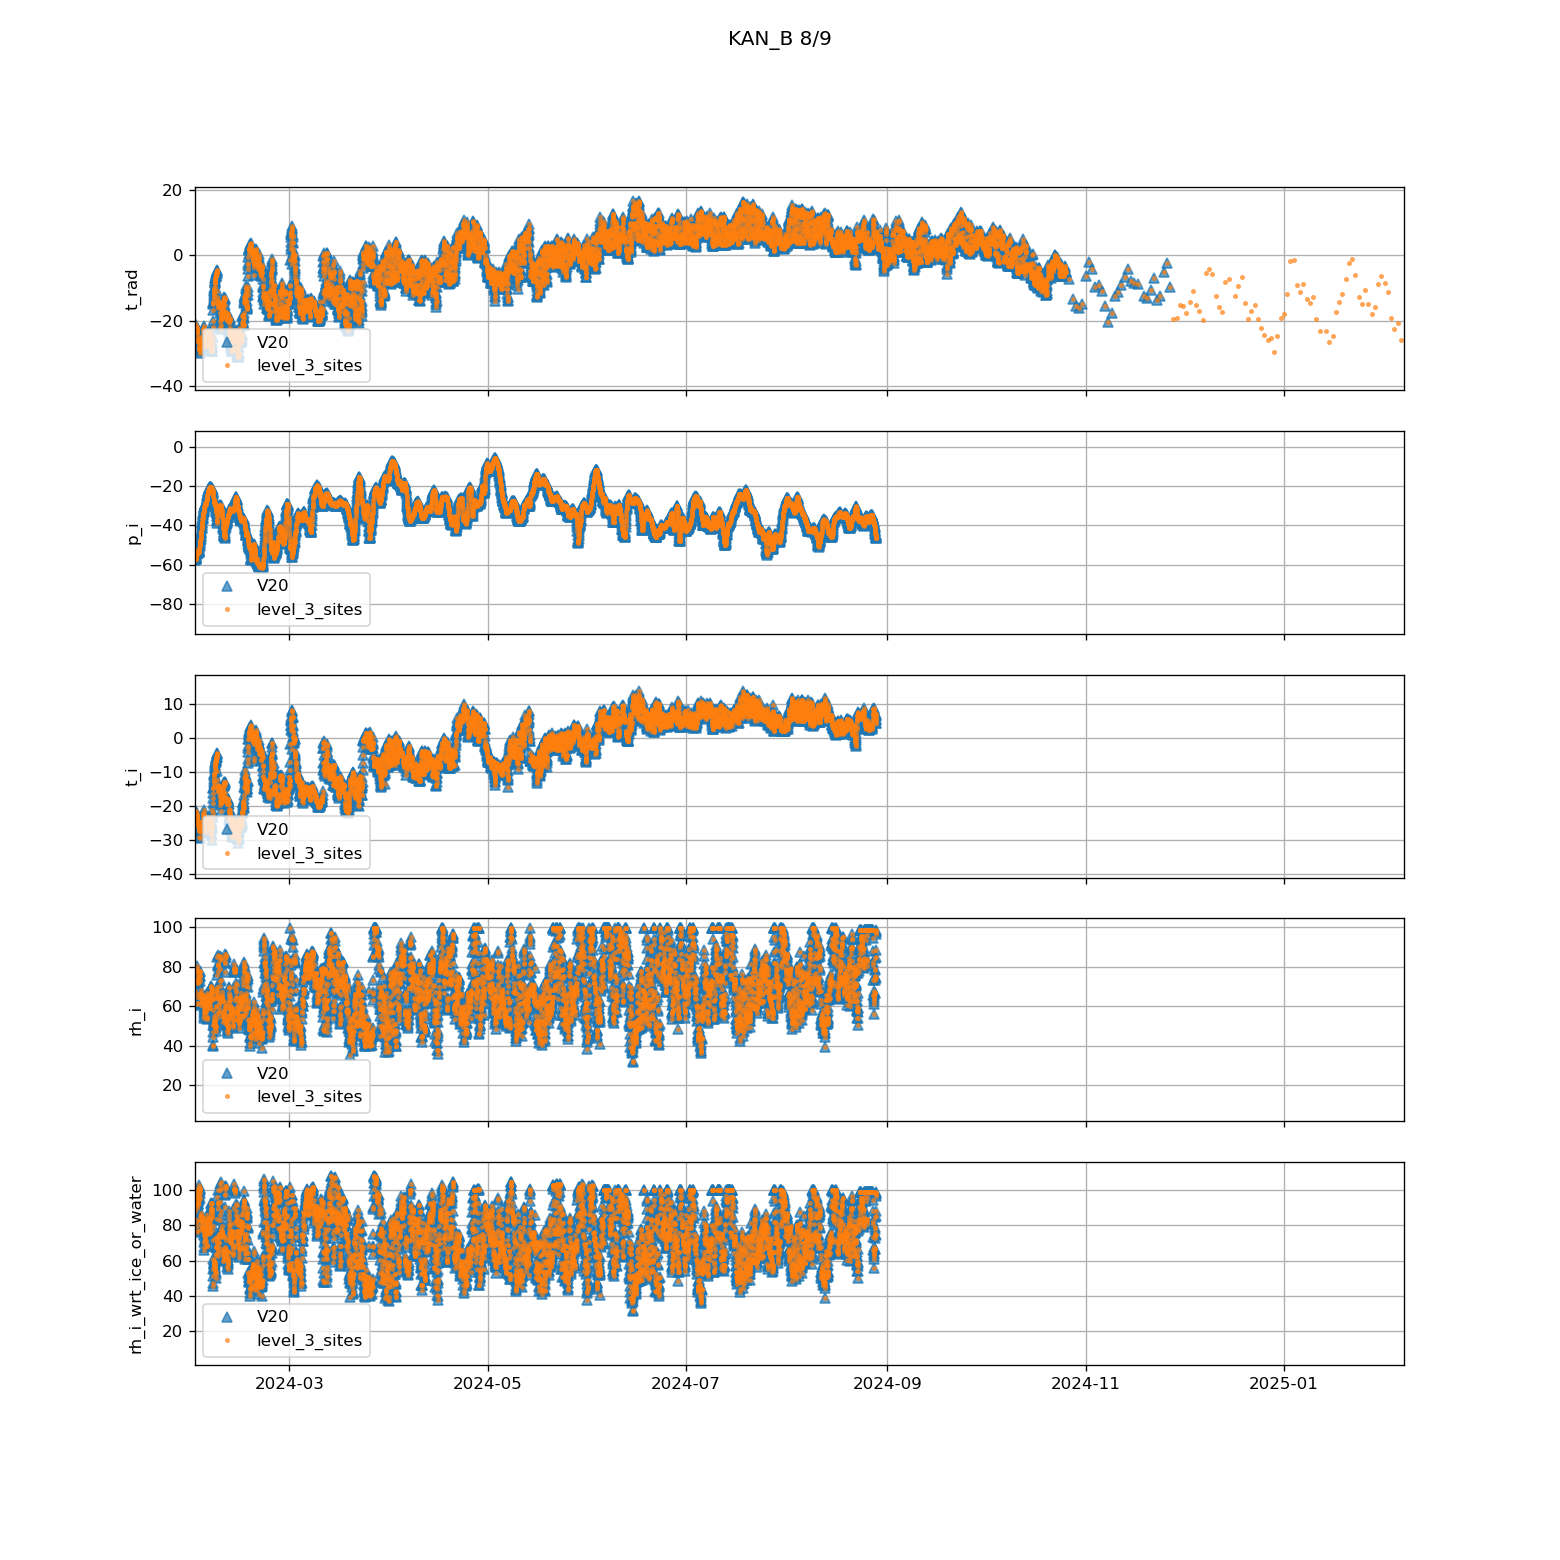 KAN_B 8/9
20
0
−20
−40
t_rad
V20
level_3_sites
0
−20
−40
−60
−80
p_i
V20
level_3_sites
10
0
−10
−20
−30
−40
t_i
V20
level_3_sites
100
80
60
40
20
rh_i
V20
level_3_sites
100
80
60
40
20
rh_i_wrt_ice_or_water
V20
level_3_sites
2024-03 2024-05 2024-07 2024-09 2024-11 2025-01